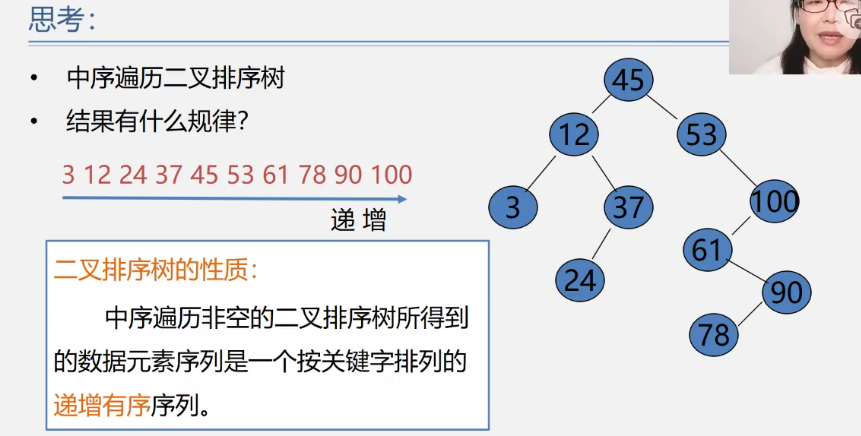 思考：
• 中序遍历二叉排序树
• 结果有什么规律?
3 12 24 37 45 53 61 78 90 100
递 增
二叉排序树的性质：
中序遍历非空的二叉排序树所得到
的数据元素序列是一个按关键字排列的
递增有序序列。
45
12
53
3
37
100
61
24
90
78